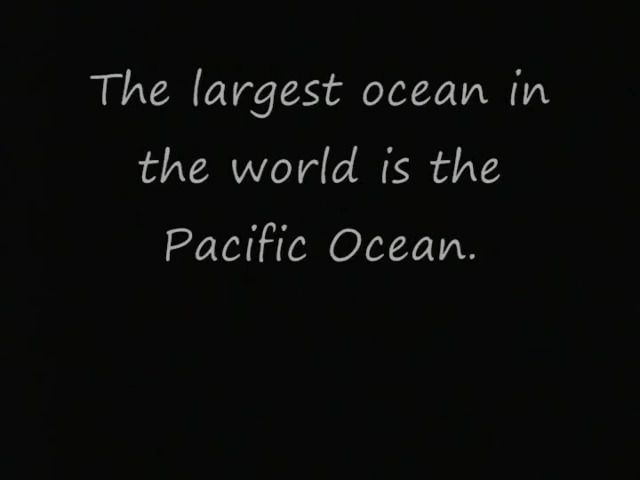 The largest ocean in
the world is the
Pacific Ocean.